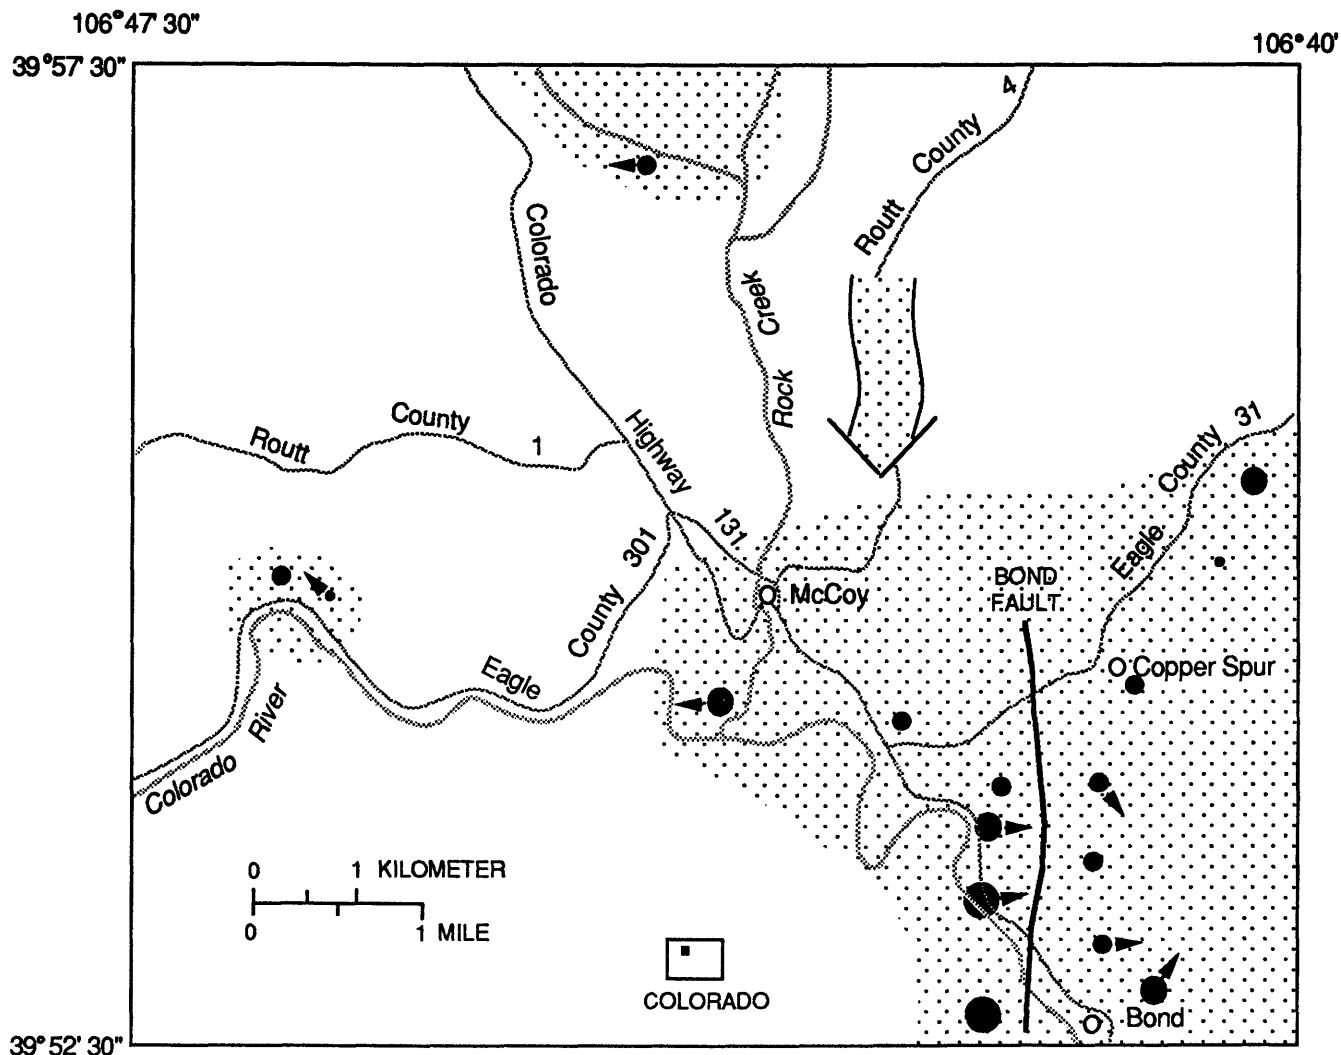 106°47'30"
39°57'30"
106°40'
4
County
Routt
Colorado
Creek
Rock
County
Routt
1
Highway
31
County
Eagle
131
301
BOND
FAULT
McCoy
County
Copper Spur
Eagle
River
Colorado
0 1 KILOMETER
0 1 MILE
COLORADO
Bond
39°52'30"